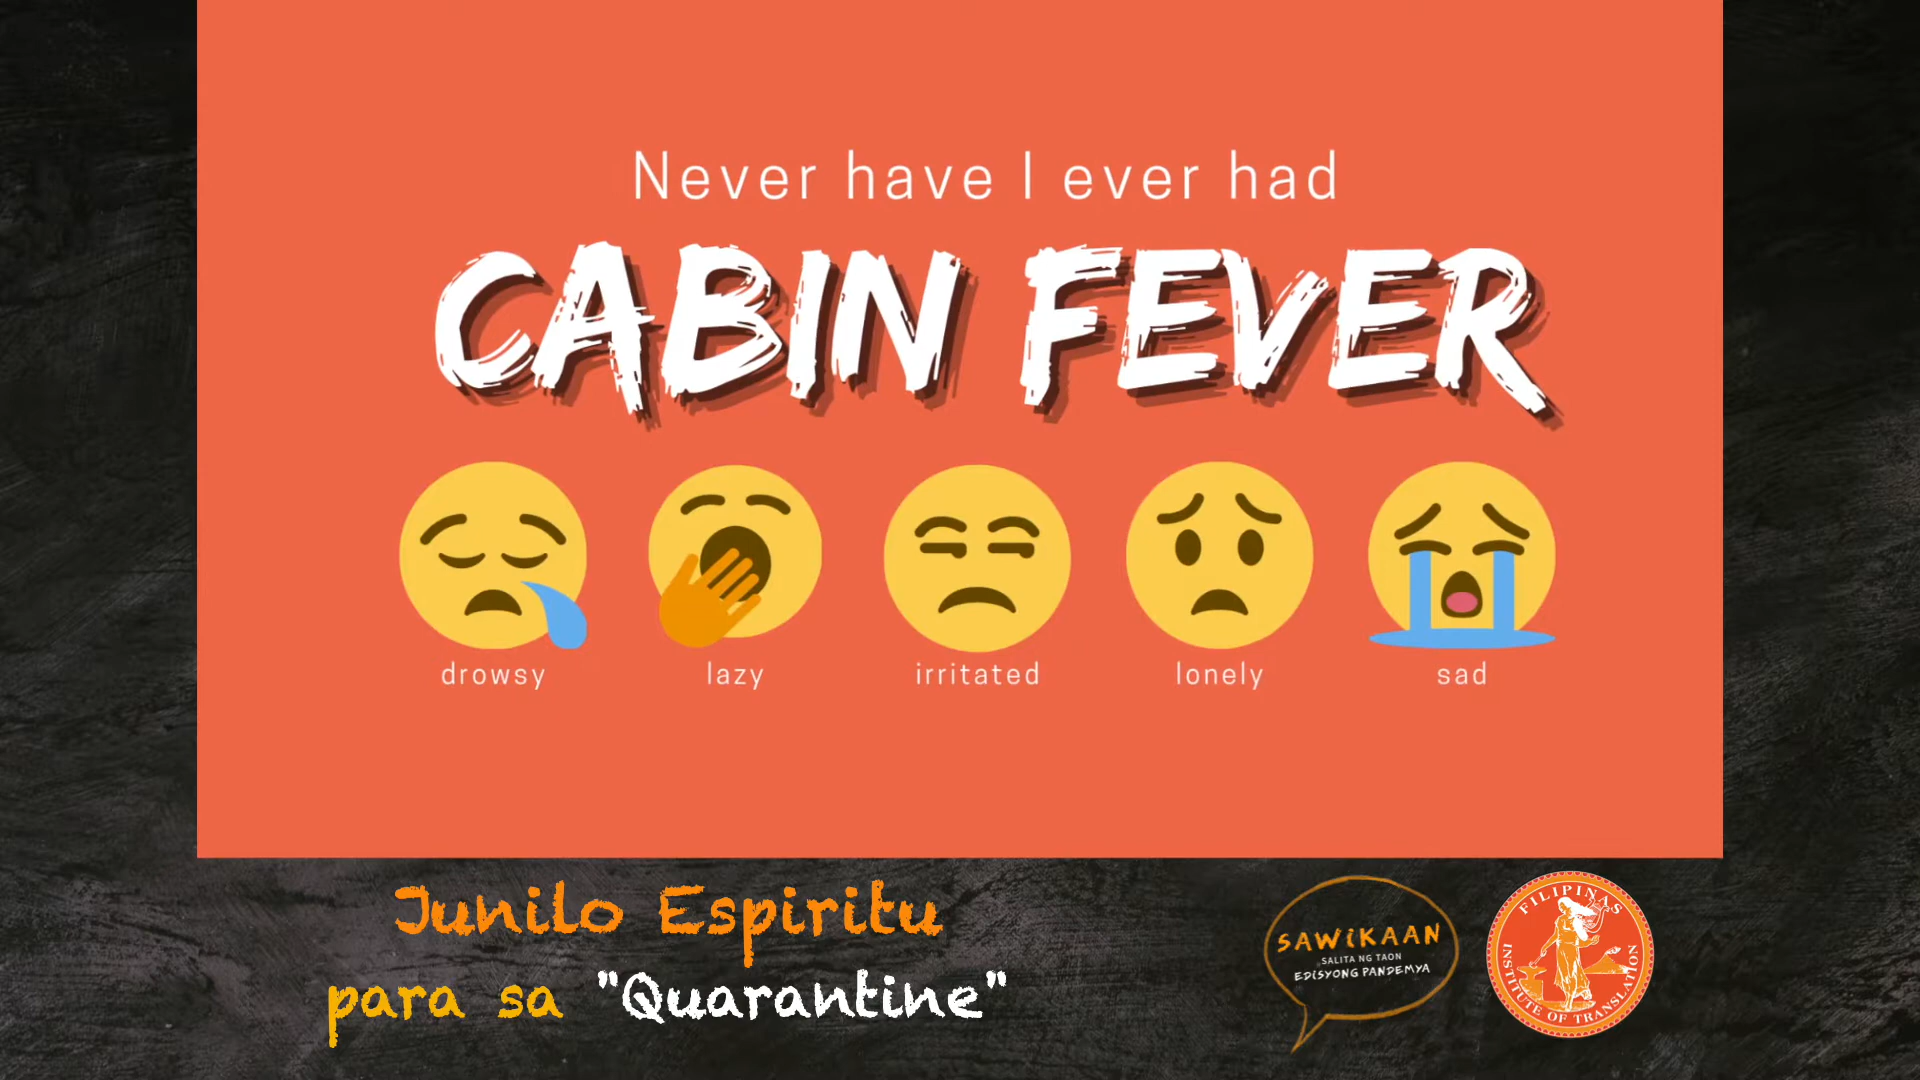 Never have I ever had
CABIN FEVER
drowsy lazy irritated lonely sad
Junilo Espiritu
para sa "Quarantine"
SAWIKAAN
SALITA NG TAON
EDISYONG PANDEMYA
FILIPINAS
INSTITUTE OF TRANSLATION